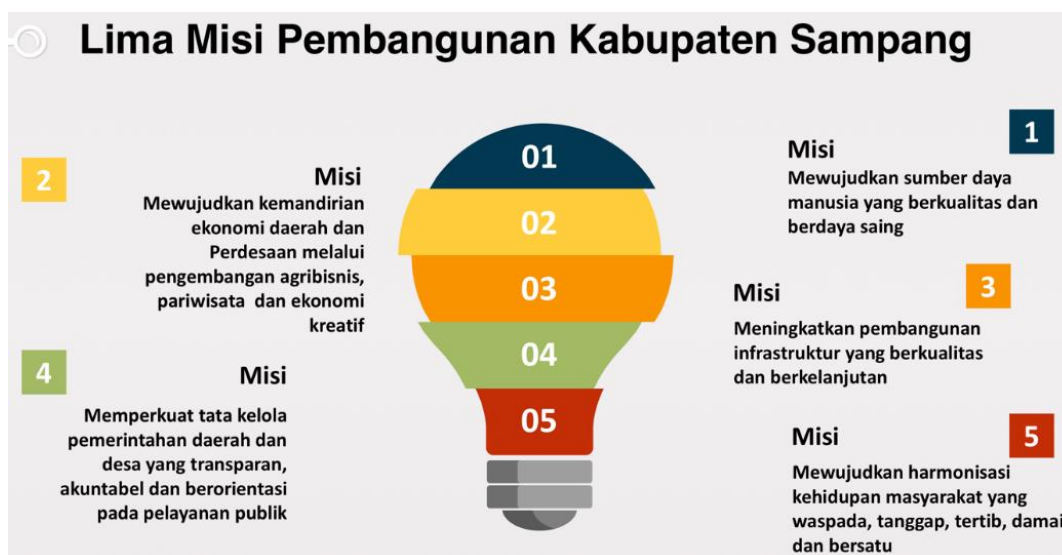 Lima Misi Pembangunan Kabupaten Sampang
01
02
03
04
05
1
Misi
Mewujudkan sumber daya
manusia yang berkualitas dan
berdaya saing
2
Misi
Mewujudkan kemandirian
ekonomi daerah dan
Perdesaan melalui
pengembangan agribisnis,
pariwisata dan ekonomi
kreatif
3
Misi
Meningkatkan pembangunan
infrastruktur yang berkualitas
dan berkelanjutan
4
Misi
Memperkuat tata kelola
pemerintahan daerah dan
desa yang transparan,
akuntabel dan berorientasi
pada pelayanan publik
5
Misi
Mewujudkan harmonisasi
kehidupan masyarakat yang
waspada, tanggap, tertib, damai
dan bersatu